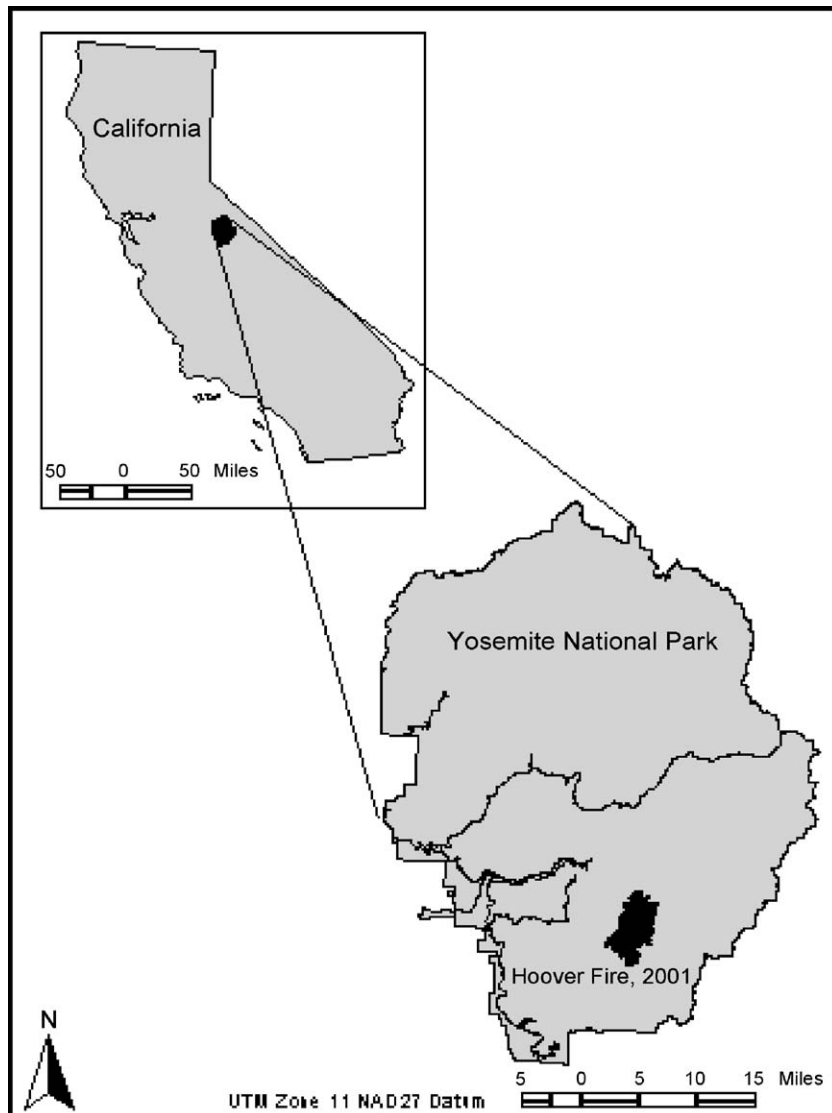 California
50 0 50 Miles
Yosemite National Park
Hoover Fire, 2001
N
UTM Zone 11 NAD27 Datum
5 0 5 10 15 Miles